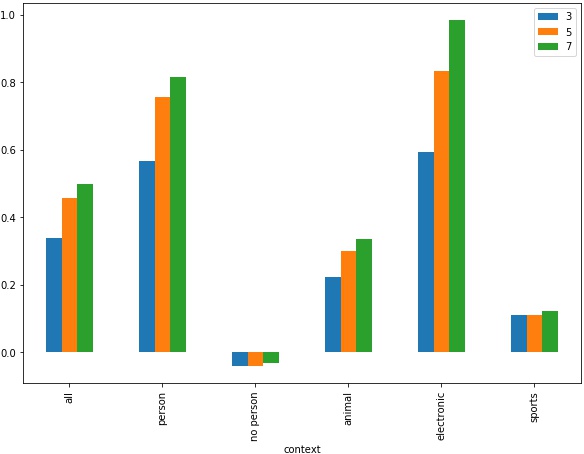 1.0
0.8
0.6
0.4
0.2
0.0
3
5
7
all
person
no person
animal
electronic
sports
context